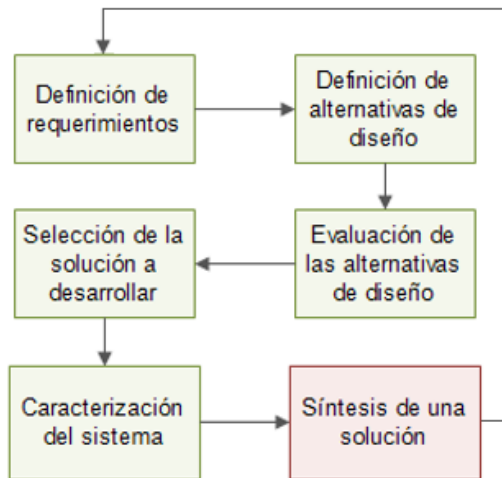 Definición de
requerimientos
Definición de
alternativas de
diseño
Evaluación de
las alternativas
de diseño
Selección de la
solución a
desarrollar
Caracterización
del sistema
Síntesis de una
solución